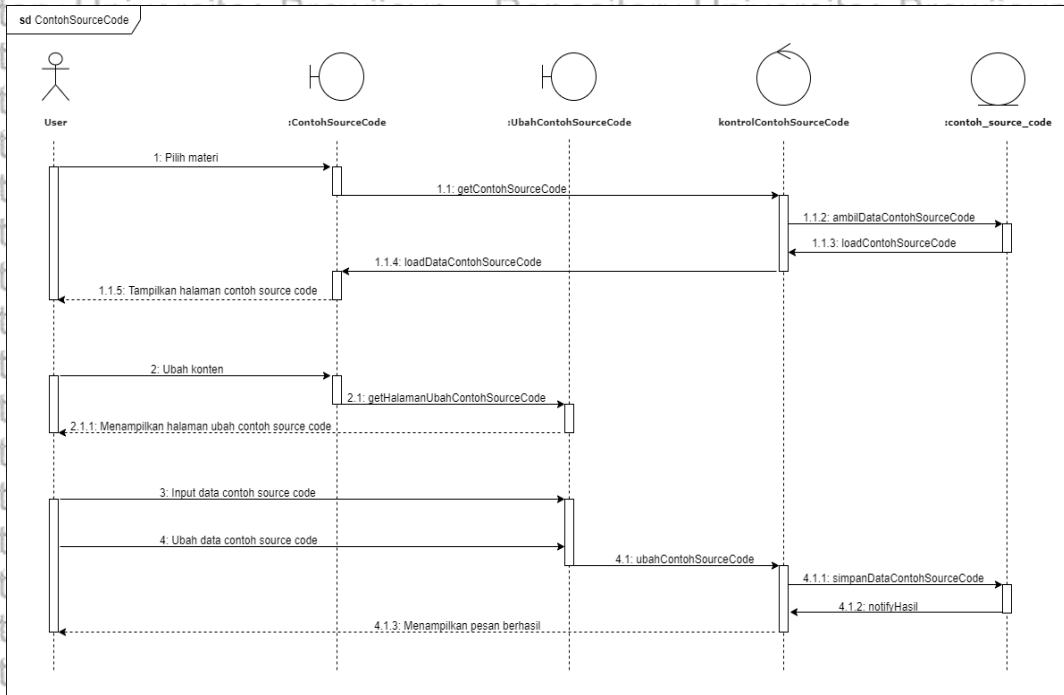 sd ContohSourceCode
User
:ContohSourceCode
:UbahContohSourceCode
kontrolContohSourceCode
:contoh_source_code
1: Pilih materi
1.1: getContohSourceCode
1.1.2: ambilDataContohSourceCode
1.1.3: loadContohSourceCode
1.1.4: loadDataContohSourceCode
1.1.5: Tampilkan halaman contoh source code
2: Ubah konten
2.1: getHalamanUbahContohSourceCode
2.1.1: Menampilkan halaman ubah contoh source code
3: Input data contoh source code
4: Ubah data contoh source code
4.1: ubahContohSourceCode
4.1.1: simpanDataContohSourceCode
4.1.2: notifyHasil
4.1.3: Menampilkan pesan berhasil